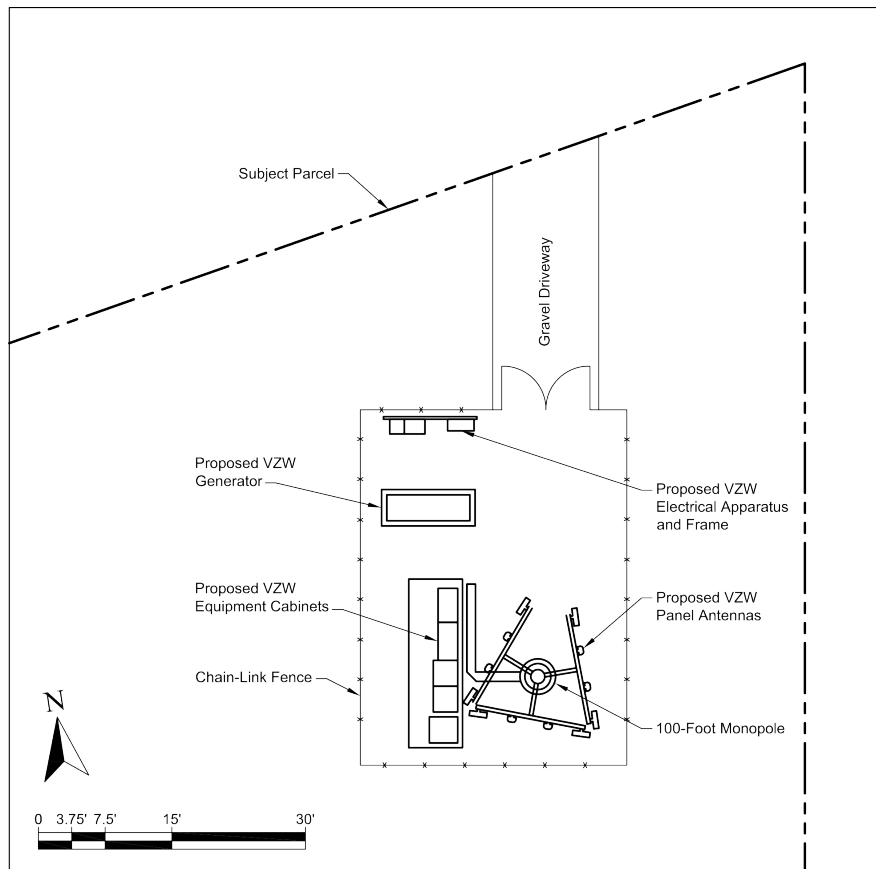 Subject Parcel
Gravel Driveway
Proposed VZW
Generator
Proposed VZW
Electrical Apparatus
and Frame
Proposed VZW
Equipment Cabinets
Proposed VZW
Panel Antennas
Chain-Link Fence
100-Foot Monopole
N
0 3.75' 7.5' 15' 30'